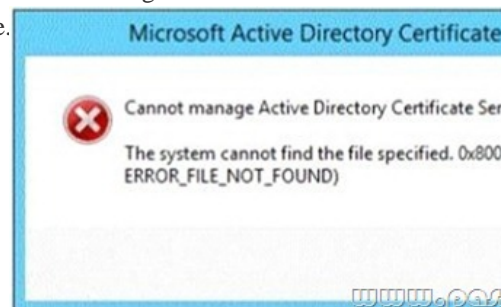 e.
Microsoft Active Directory Certificate
Cannot manage Active Directory Certificate Ser
The system cannot find the file specified. 0x800
ERROR_FILE_NOT_FOUND)